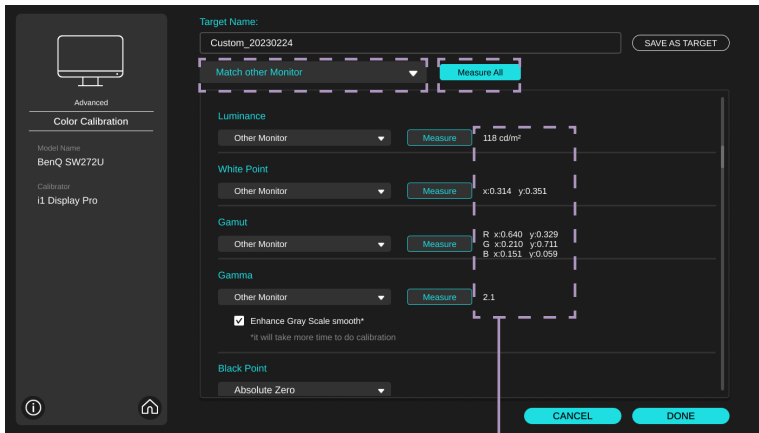 Target Name:
Custom_20230224
SAVE AS TARGET
Match other Monitor
Measure All
Advanced
Color Calibration
Model Name
BenQ SW272U
Calibrator
i1 Display Pro
Luminance
Other Monitor Measure 118 cd/m²
White Point
Other Monitor Measure x:0.314 y:0.351
Gamut
Other Monitor Measure
R x:0.640 y:0.329
G x:0.210 y:0.711
B x:0.151 y:0.059
Gamma
Other Monitor Measure 2.1
Enhance Gray Scale smooth*
*it will take more time to do calibration
Black Point
Absolute Zero
CANCEL
DONE